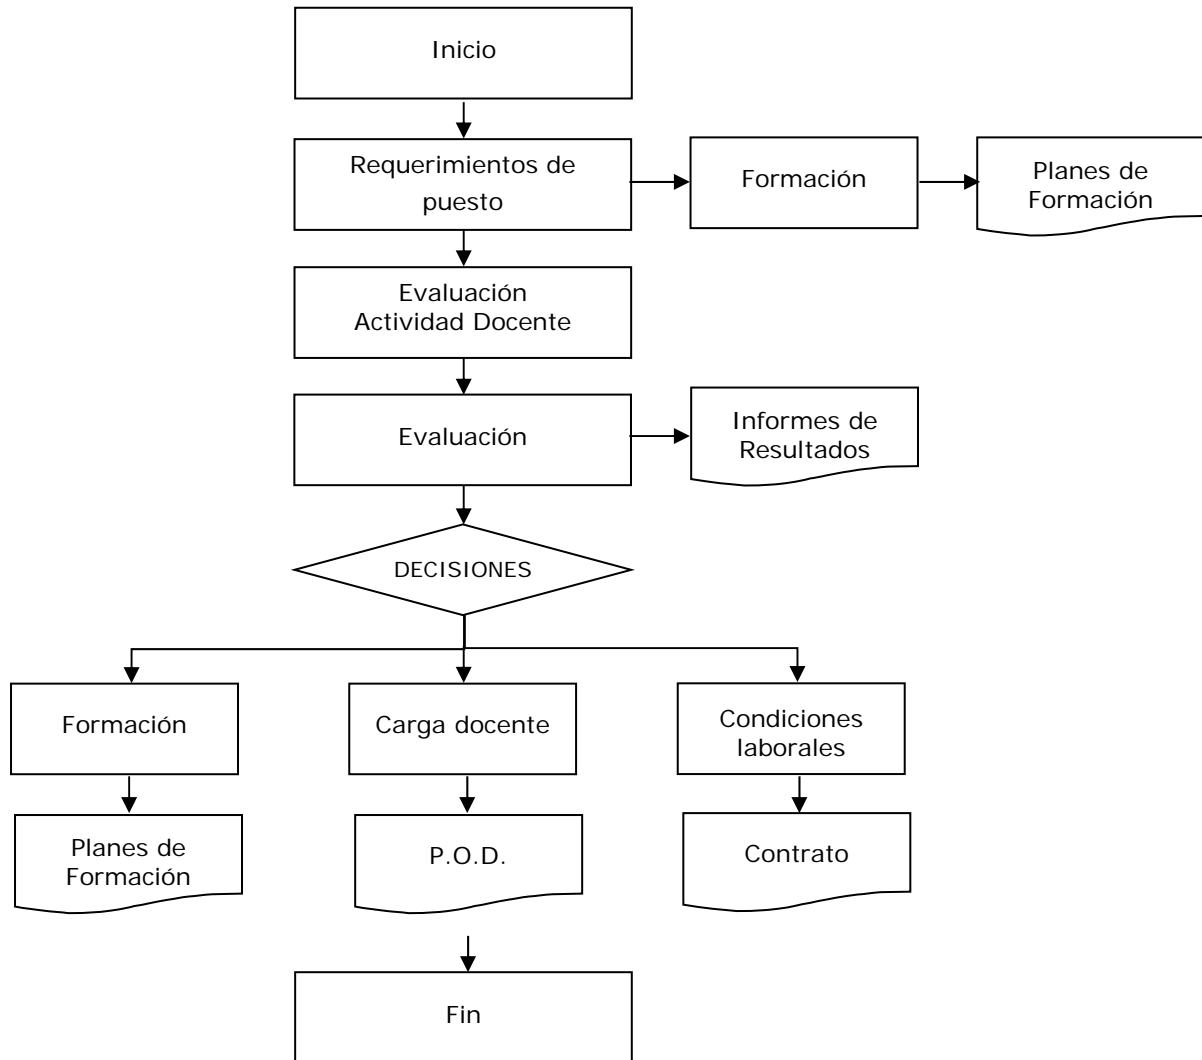 Inicio
Requerimientos de
puesto
Formación
Planes de
Formación
Evaluación
Actividad Docente
Evaluación
Informes de
Resultados
DECISIONES
Formación
Carga docente
Condiciones
laborales
Planes de
Formación
P.O.D.
Contrato
Fin